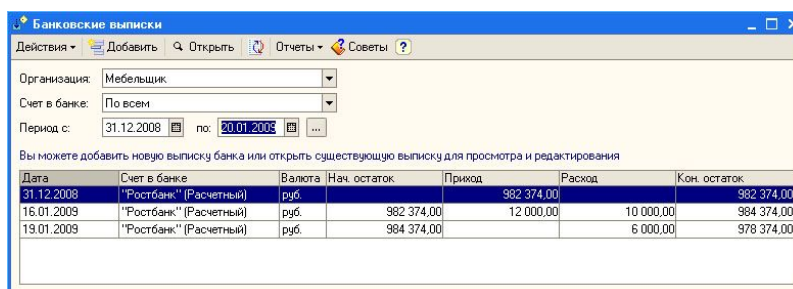 Банковские выписки
Действия Добавить Открыть Отчеты Советы ?
Организация: Мебельщик
Счет в банке: По всем
Период с: 31.12.2008 по: 20.01.2009 ...
Вы можете добавить новую выписку банка или открыть существующую выписку для просмотра и редактирования
Дата Счет в банке Валюта Нач. остаток Приход Расход Кон. остаток
31.12.2008 "Ростбанк" (Расчетный) руб. 982 374,00 982 374,00
16.01.2009 "Ростбанк" (Расчетный) руб. 982 374,00 12 000,00 10 000,00 984 374,00
19.01.2009 "Ростбанк" (Расчетный) руб. 984 374,00 6 000,00 978 374,00